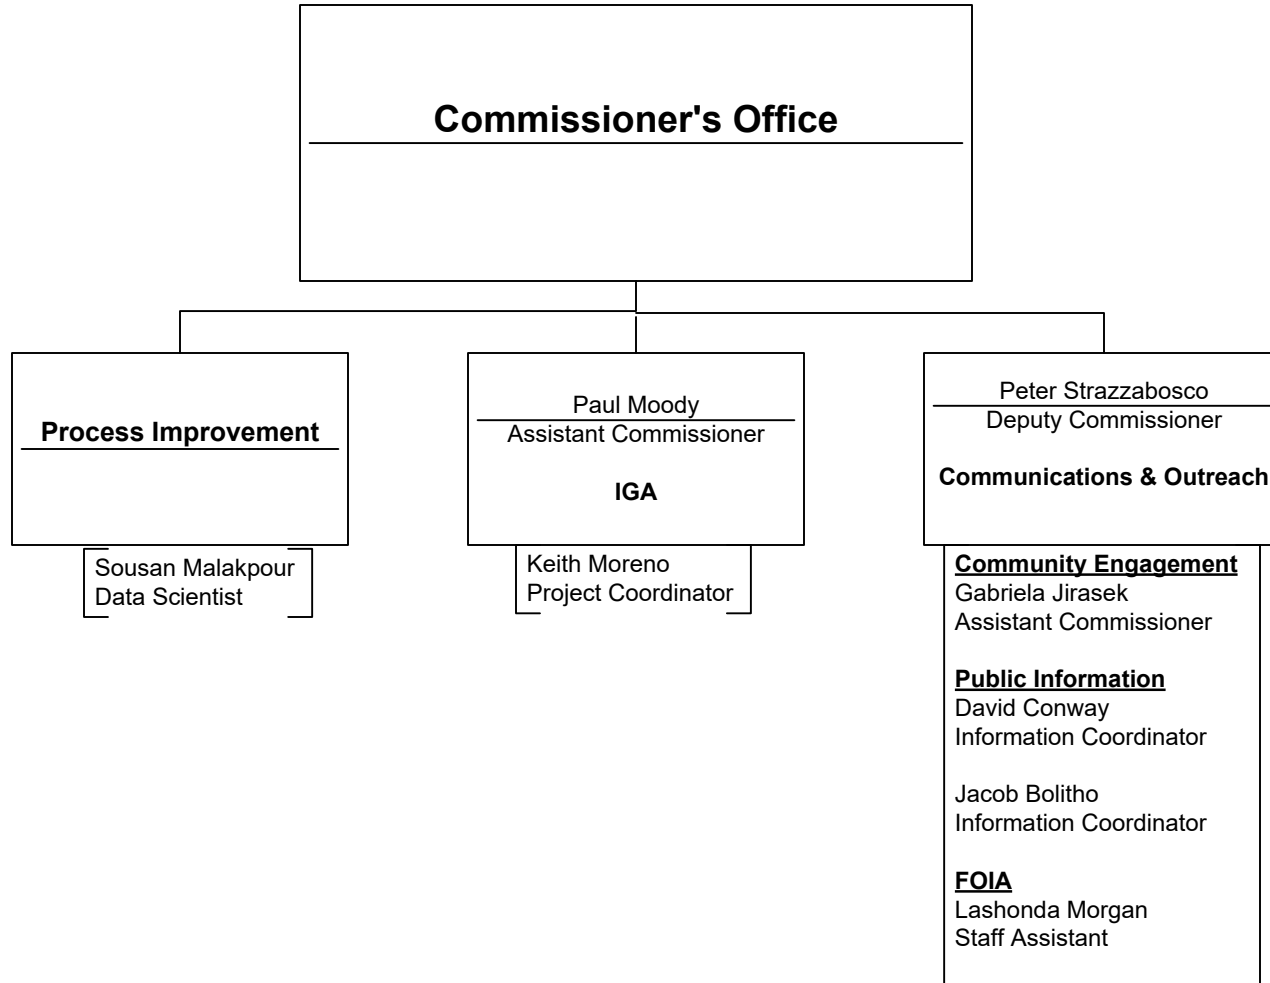 Commissioner's Office
Process Improvement
Sousan Malakpour
Data Scientist
Paul Moody
Assistant Commissioner
IGA
Keith Moreno
Project Coordinator
Peter Strazzabosco
Deputy Commissioner
Communications & Outreach
Community Engagement
Gabriela Jirasek
Assistant Commissioner
Public Information
David Conway
Information Coordinator
Jacob Bolitho
Information Coordinator
FOIA
Lashonda Morgan
Staff Assistant